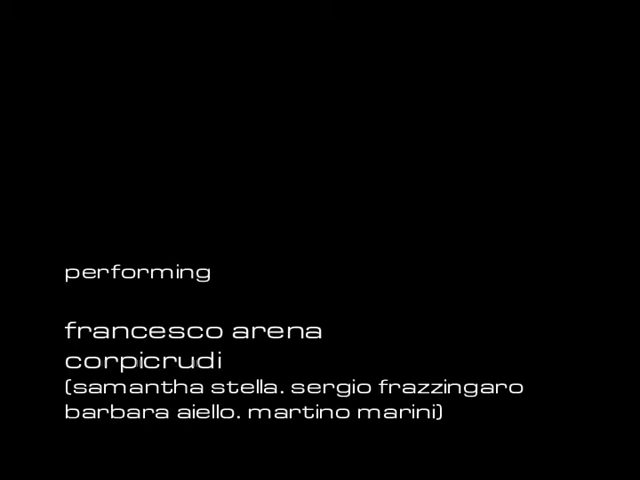 performing
francesco arena
corpicrudi
(samantha stella. sergio frazzingaro
barbara aiello. martino marini)